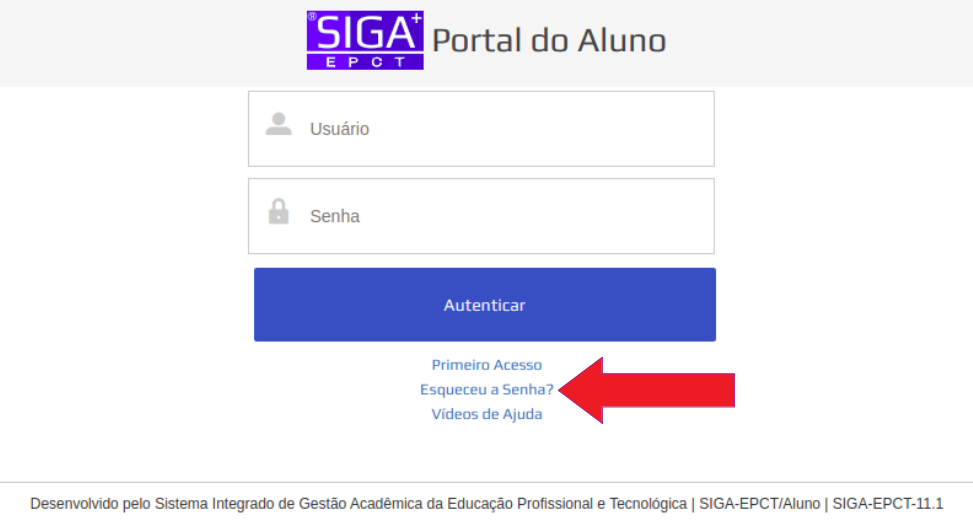 ®SIGA+
EPCT
Portal do Aluno
Usuário
Senha
Autenticar
Primeiro Acesso
Esqueceu a Senha?
Vídeos de Ajuda
Desenvolvido pelo Sistema Integrado de Gestão Acadêmica da Educação Profissional e Tecnológica | SIGA-EPCT/Aluno | SIGA-EPCT-11.1